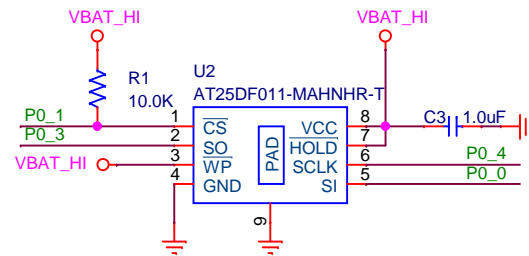 VBAT_HI
VBAT_HI
U2
AT25DF011-MAHNHR-T
R1
10.0K
P0_1
1
CS
VCC
8
C3
1.0uF
P0_3
2
SO
HOLD
7
VBAT_HI
3
WP
SCLK
6
P0_4
4
GND
SI
5
P0_0
PAD
9